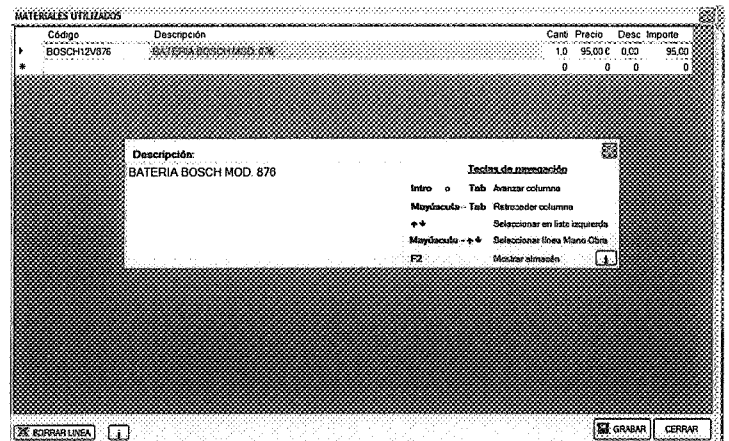 MATERIALES UTILIZADOS
Código Descripción Canti Precio Desc Importe
BOSCH12V876 BATERIA BOSCH MOD. 876 1,0 95,00 € 0,00 95,00
* 0 0 0 0
Descripción:
BATERIA BOSCH MOD. 876
Teclas de navegación
Intro o Tab Avanzar columna
Mayúscula - Tab Retroceder columna
Seleccionar en lista izquierda
Mayúscula - Seleccionar línea Mano Obra
F2 Mostrar almacén i
BORRAR LINEA i GRABAR CERRAR